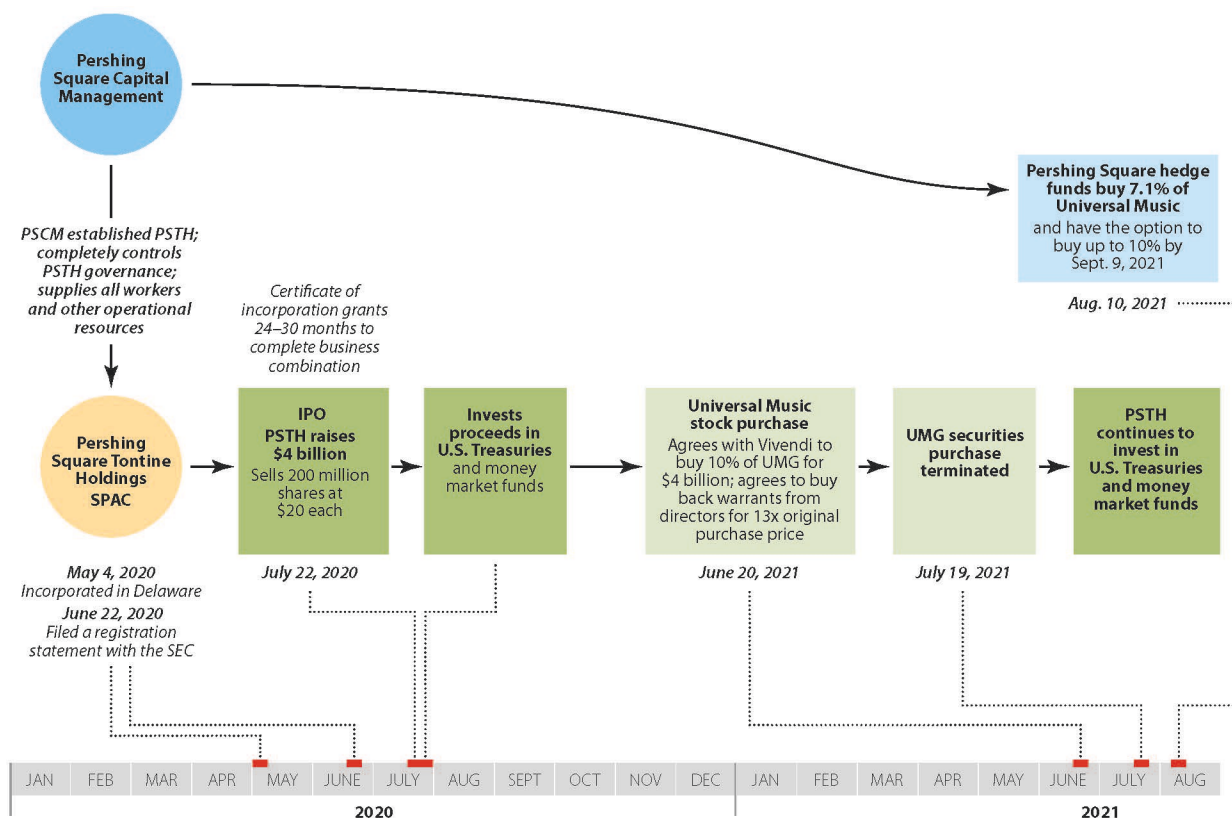 Pershing
Square Capital
Management
Pershing Square hedge
funds buy 7.1% of
Universal Music
and have the option to
buy up to 10% by
Sept. 9, 2021
Aug. 10, 2021
PSCM established PSTH;
completely controls
PSTH governance;
supplies all workers
and other operational
resources
Certificate of
incorporation grants
24–30 months to
complete business
combination
Pershing
Square Tontine
Holdings
SPAC
IPO
PSTH raises
$4 billion
Sells 200 million
shares at
$20 each
Invests
proceeds in
U.S. Treasuries
and money
market funds
Universal Music
stock purchase
Agrees with Vivendi to
buy 10% of UMG for
$4 billion; agrees to buy
back warrants from
directors for 13x original
purchase price
UMG securities
purchase
terminated
PSTH
continues to
invest in
U.S. Treasuries
and money
market funds
May 4, 2020
Incorporated in Delaware
June 22, 2020
Filed a registration
statement with the SEC
July 22, 2020
June 20, 2021
July 19, 2021
JAN FEB MAR APR MAY JUNE JULY AUG SEPT OCT NOV DEC JAN FEB MAR APR MAY JUNE JULY AUG
2020 2021